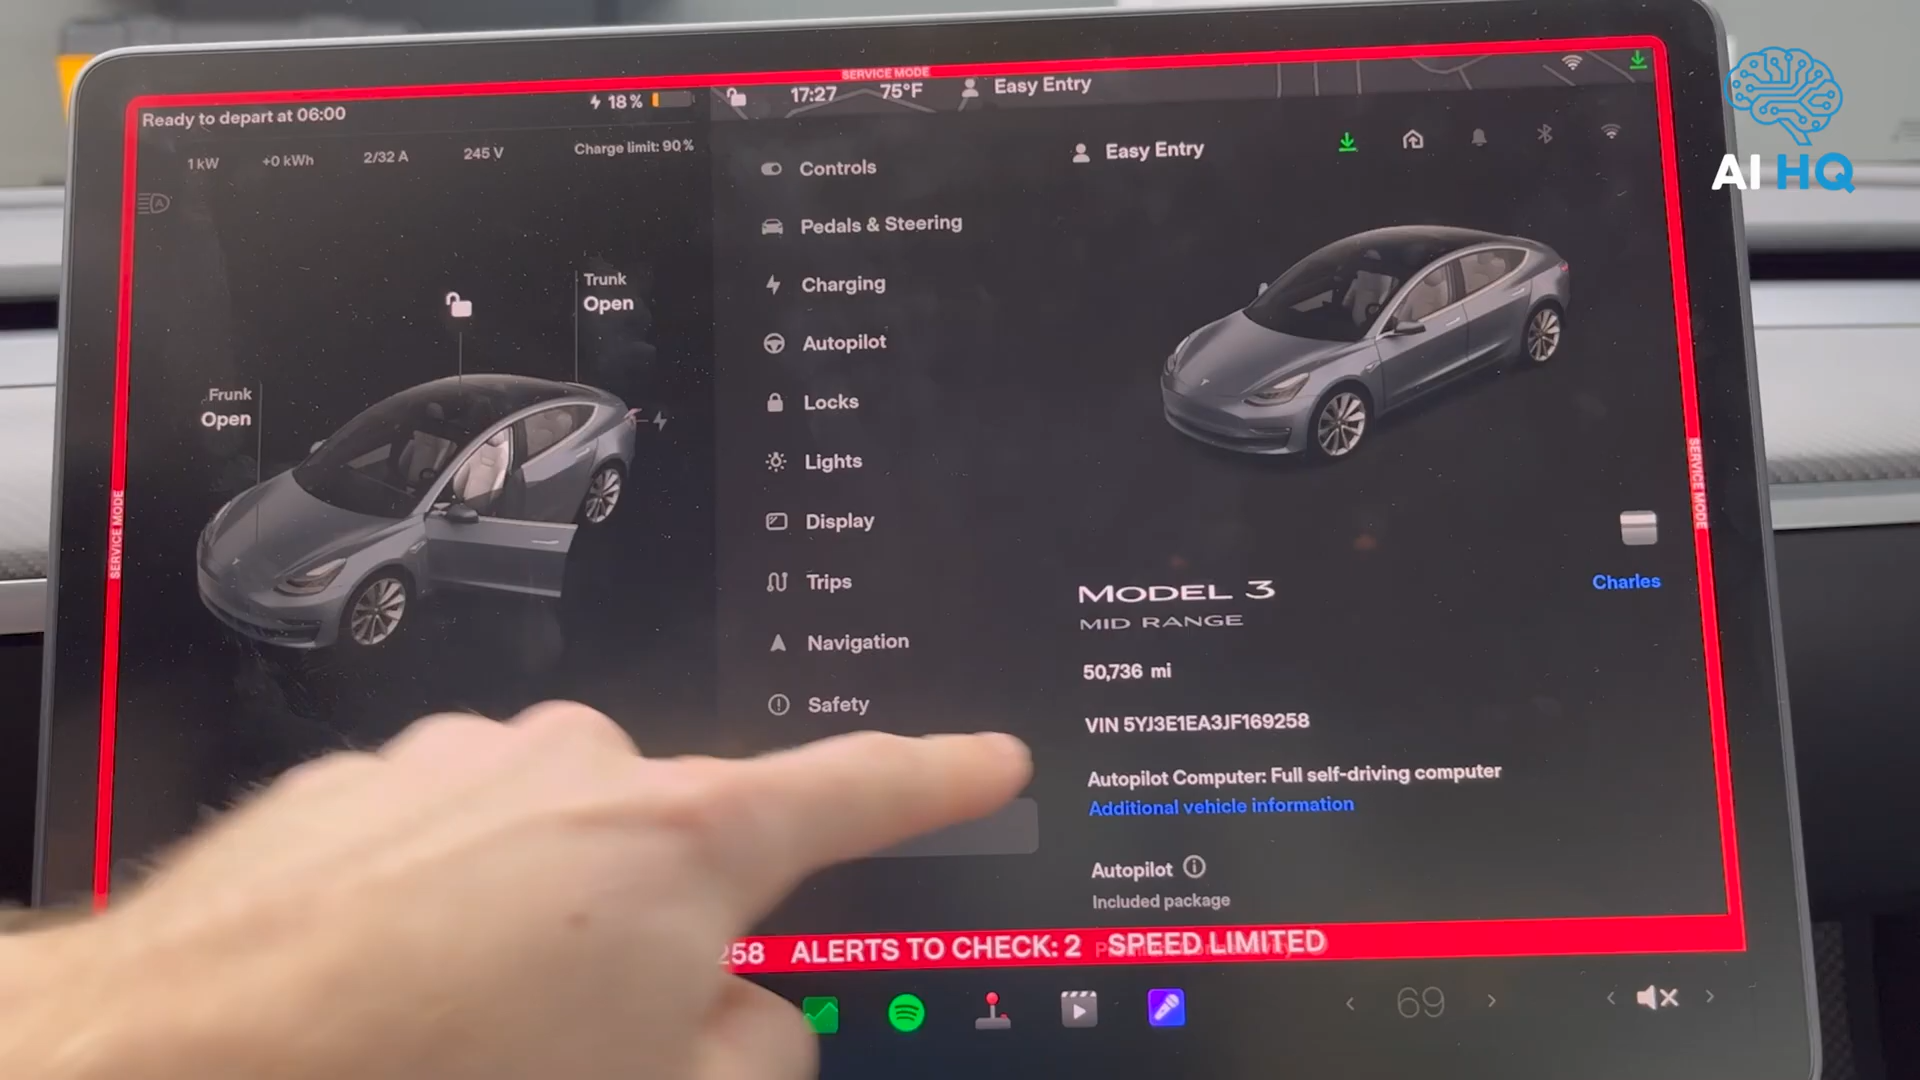 SERVICE MODE
Ready to depart at 06:00
18%
17:27
75°F
Easy Entry
1 kW
+0 kWh
2/32 A
245 V
Charge limit: 90%
Trunk
Open
Frunk
Open
SERVICE MODE
Controls
Pedals & Steering
Charging
Autopilot
Locks
Lights
Display
Trips
Navigation
Safety
Easy Entry
MODEL 3
MID RANGE
Charles
50,736 mi
VIN 5YJ3E1EA3JF169258
Autopilot Computer: Full self-driving computer
Additional vehicle information
Autopilot
Included package
SERVICE MODE
258 ALERTS TO CHECK: 2 SPEED LIMITED
69
AI HQ